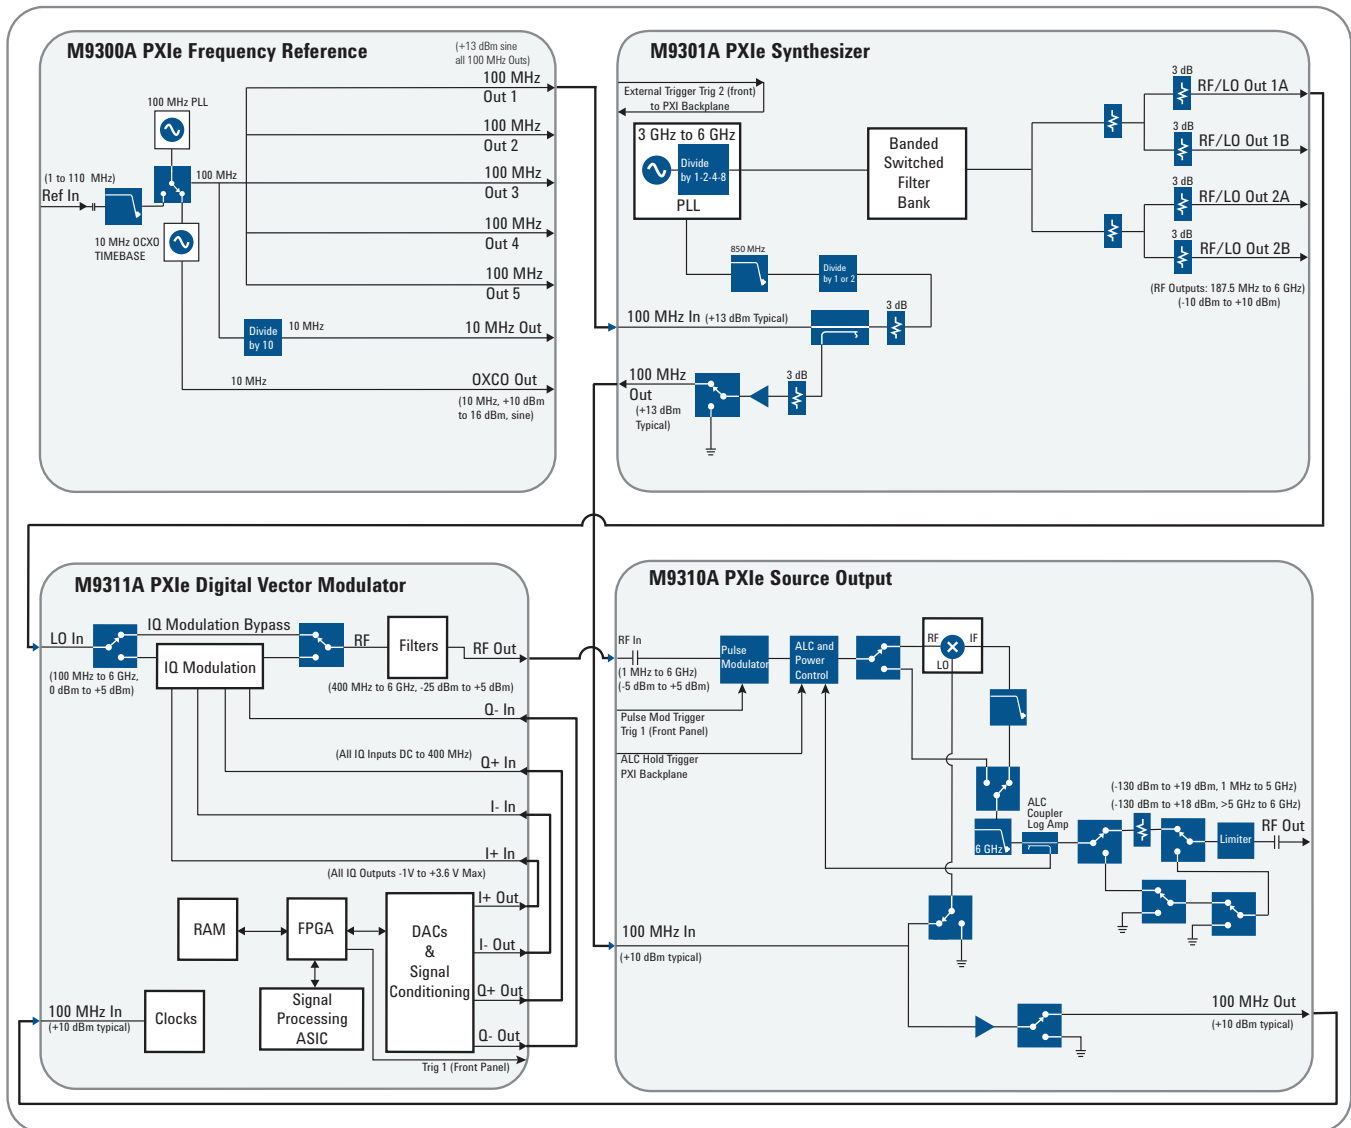 M9300A PXIe Frequency Reference
(+13 dBm sine
all 100 MHz Outs)
100 MHz
Out 1
100 MHz PLL
100 MHz
Out 2
(1 to 110 MHz)
Ref In
100 MHz
100 MHz
Out 3
100 MHz
Out 4
10 MHz OCXO
TIMEBASE
100 MHz
Out 5
Divide
by 10
10 MHz
10 MHz Out
10 MHz
OXCO Out
(10 MHz, +10 dBm
to 16 dBm, sine)
M9301A PXIe Synthesizer
External Trigger Trig 2 (front)
to PXI Backplane
3 GHz to 6 GHz
Divide
by 1-2-4-8
PLL
Banded
Switched
Filter
Bank
3 dB
RF/LO Out 1A
3 dB
RF/LO Out 1B
3 dB
RF/LO Out 2A
3 dB
RF/LO Out 2B
(RF Outputs: 187.5 MHz to 6 GHz)
(-10 dBm to +10 dBm)
850 MHz
Divide
by 1 or 2
100 MHz In (+13 dBm Typical)
3 dB
100 MHz
Out
(+13 dBm
Typical)
3 dB
M9311A PXIe Digital Vector Modulator
LO In
(100 MHz to 6 GHz,
0 dBm to +5 dBm)
IQ Modulation Bypass
IQ Modulation
RF
Filters
RF Out
(400 MHz to 6 GHz, -25 dBm to +5 dBm)
Q- In
(All IQ Inputs DC to 400 MHz)
Q+ In
I- In
I+ In
(All IQ Outputs -1V to +3.6 V Max)
I+ Out
RAM
FPGA
DACs
&
Signal
Conditioning
I- Out
Q+ Out
Signal
Processing
ASIC
Q- Out
100 MHz In
(+10 dBm typical)
Clocks
Trig 1 (Front Panel)
M9310A PXIe Source Output
RF In
(1 MHz to 6 GHz)
(-5 dBm to +5 dBm)
Pulse
Modulator
ALC and
Power
Control
RF
IF
LO
Pulse Mod Trigger
Trig 1 (Front Panel)
ALC Hold Trigger
PXI Backplane
6 GHz
ALC
Coupler
Log Amp
(-130 dBm to +19 dBm, 1 MHz to 5 GHz)
(-130 dBm to +18 dBm, >5 GHz to 6 GHz)
Limiter
RF Out
100 MHz In
(+10 dBm typical)
100 MHz Out
(+10 dBm typical)